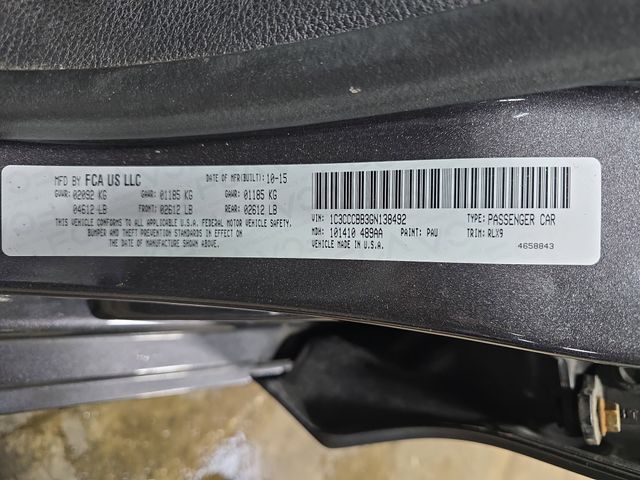 MFD BY FCA US LLC DATE OF MFR(BUILT): 10-15
GVWR: 02092 KG GAWR: 01185 KG GAWR: 01185 KG
04612 LB FRONT: 02612 LB REAR: 02612 LB
THIS VEHICLE CONFORMS TO ALL APPLICABLE U.S.A. FEDERAL MOTOR VEHICLE SAFETY,
BUMPER AND THEFT PREVENTION STANDARDS IN EFFECT ON
THE DATE OF MANUFACTURE SHOWN ABOVE.
VIN: 1C3CCCBB3GN138492 TYPE: PASSENGER CAR
MDH: 101410 489AA PAINT: PAU TRIM: RLX9
VEHICLE MADE IN U.S.A. 4658843